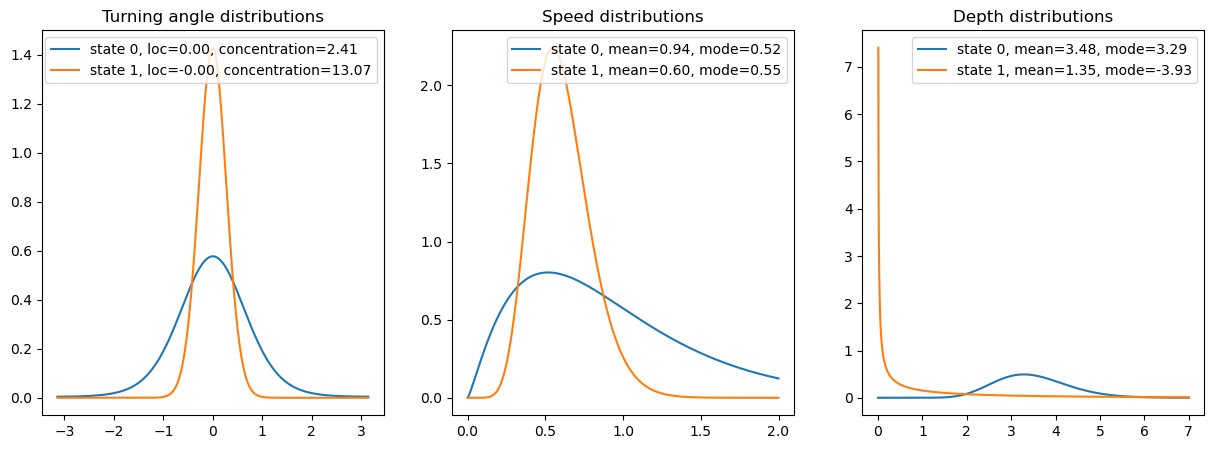 Turning angle distributions
state 0, loc=0.00, concentration=2.41
state 1, loc=-0.00, concentration=13.07
1.4
1.2
1.0
0.8
0.6
0.4
0.2
0.0
−3 −2 −1 0 1 2 3
Speed distributions
state 0, mean=0.94, mode=0.52
state 1, mean=0.60, mode=0.55
2.0
1.5
1.0
0.5
0.0
0.0 0.5 1.0 1.5 2.0
Depth distributions
state 0, mean=3.48, mode=3.29
state 1, mean=1.35, mode=-3.93
7
6
5
4
3
2
1
0
0 1 2 3 4 5 6 7